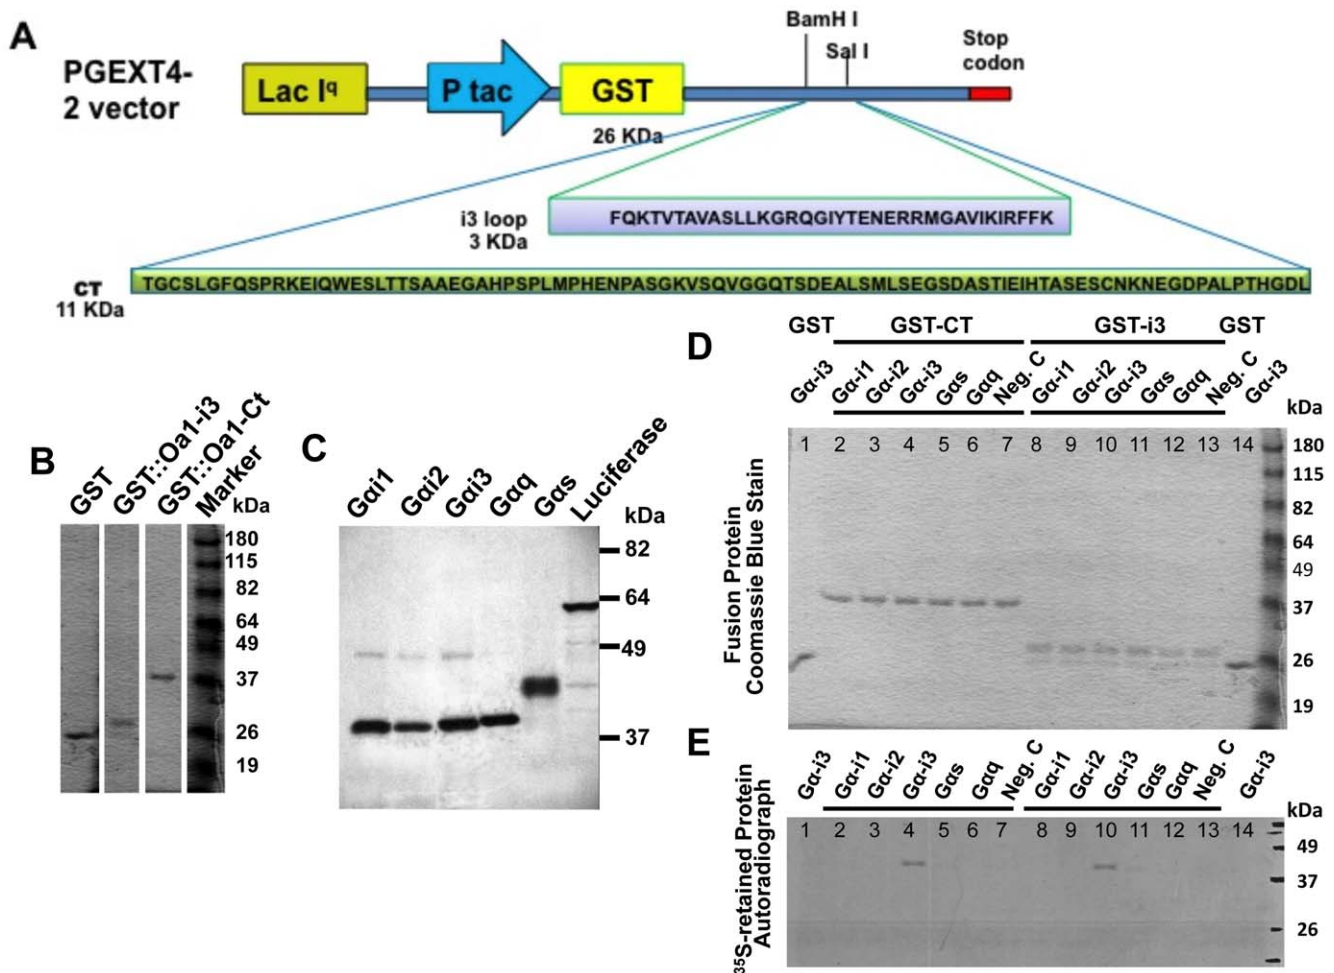 A
PGEXT4-
2 vector
Lac Iq
P tac
GST
26 KDa
BamH I
Sal I
Stop
codon
i3 loop
3 KDa
FQKTVTAVASLLKGRQGIYTENERRMGAVIKIRFFK
CT
11 KDa
TGCSLGFQSPRKEIQWESLTTSAAEGAHPSPLMPHENPASGKVSQVGGQTSDEALSMLSEGSDASTIEIHTASESCNKNEGDPALPTHGDL
B
GST
GST::Oa1-i3
GST::Oa1-Ct
Marker
kDa
180
115
82
64
49
37
26
19
C
Gαi1
Gαi2
Gαi3
Gαq
Gαs
Luciferase
kDa
82
64
49
37
D
GST GST-CT GST-i3 GST
Gα-i3 Gα-i1 Gα-i2 Gα-i3 Gαs Gαq Neg. C Gα-i1 Gα-i2 Gα-i3 Gαs Gαq Neg. C Gα-i3
kDa
1 2 3 4 5 6 7 8 9 10 11 12 13 14
180
115
82
64
49
37
26
19
Fusion Protein
Coomassie Blue Stain
E
Gα-i3 Gα-i1 Gα-i2 Gα-i3 Gαs Gαq Neg. C Gα-i1 Gα-i2 Gα-i3 Gαs Gαq Neg. C Gα-i3
kDa
1 2 3 4 5 6 7 8 9 10 11 12 13 14
49
37
26
35S-retained Protein
Autoradiograph